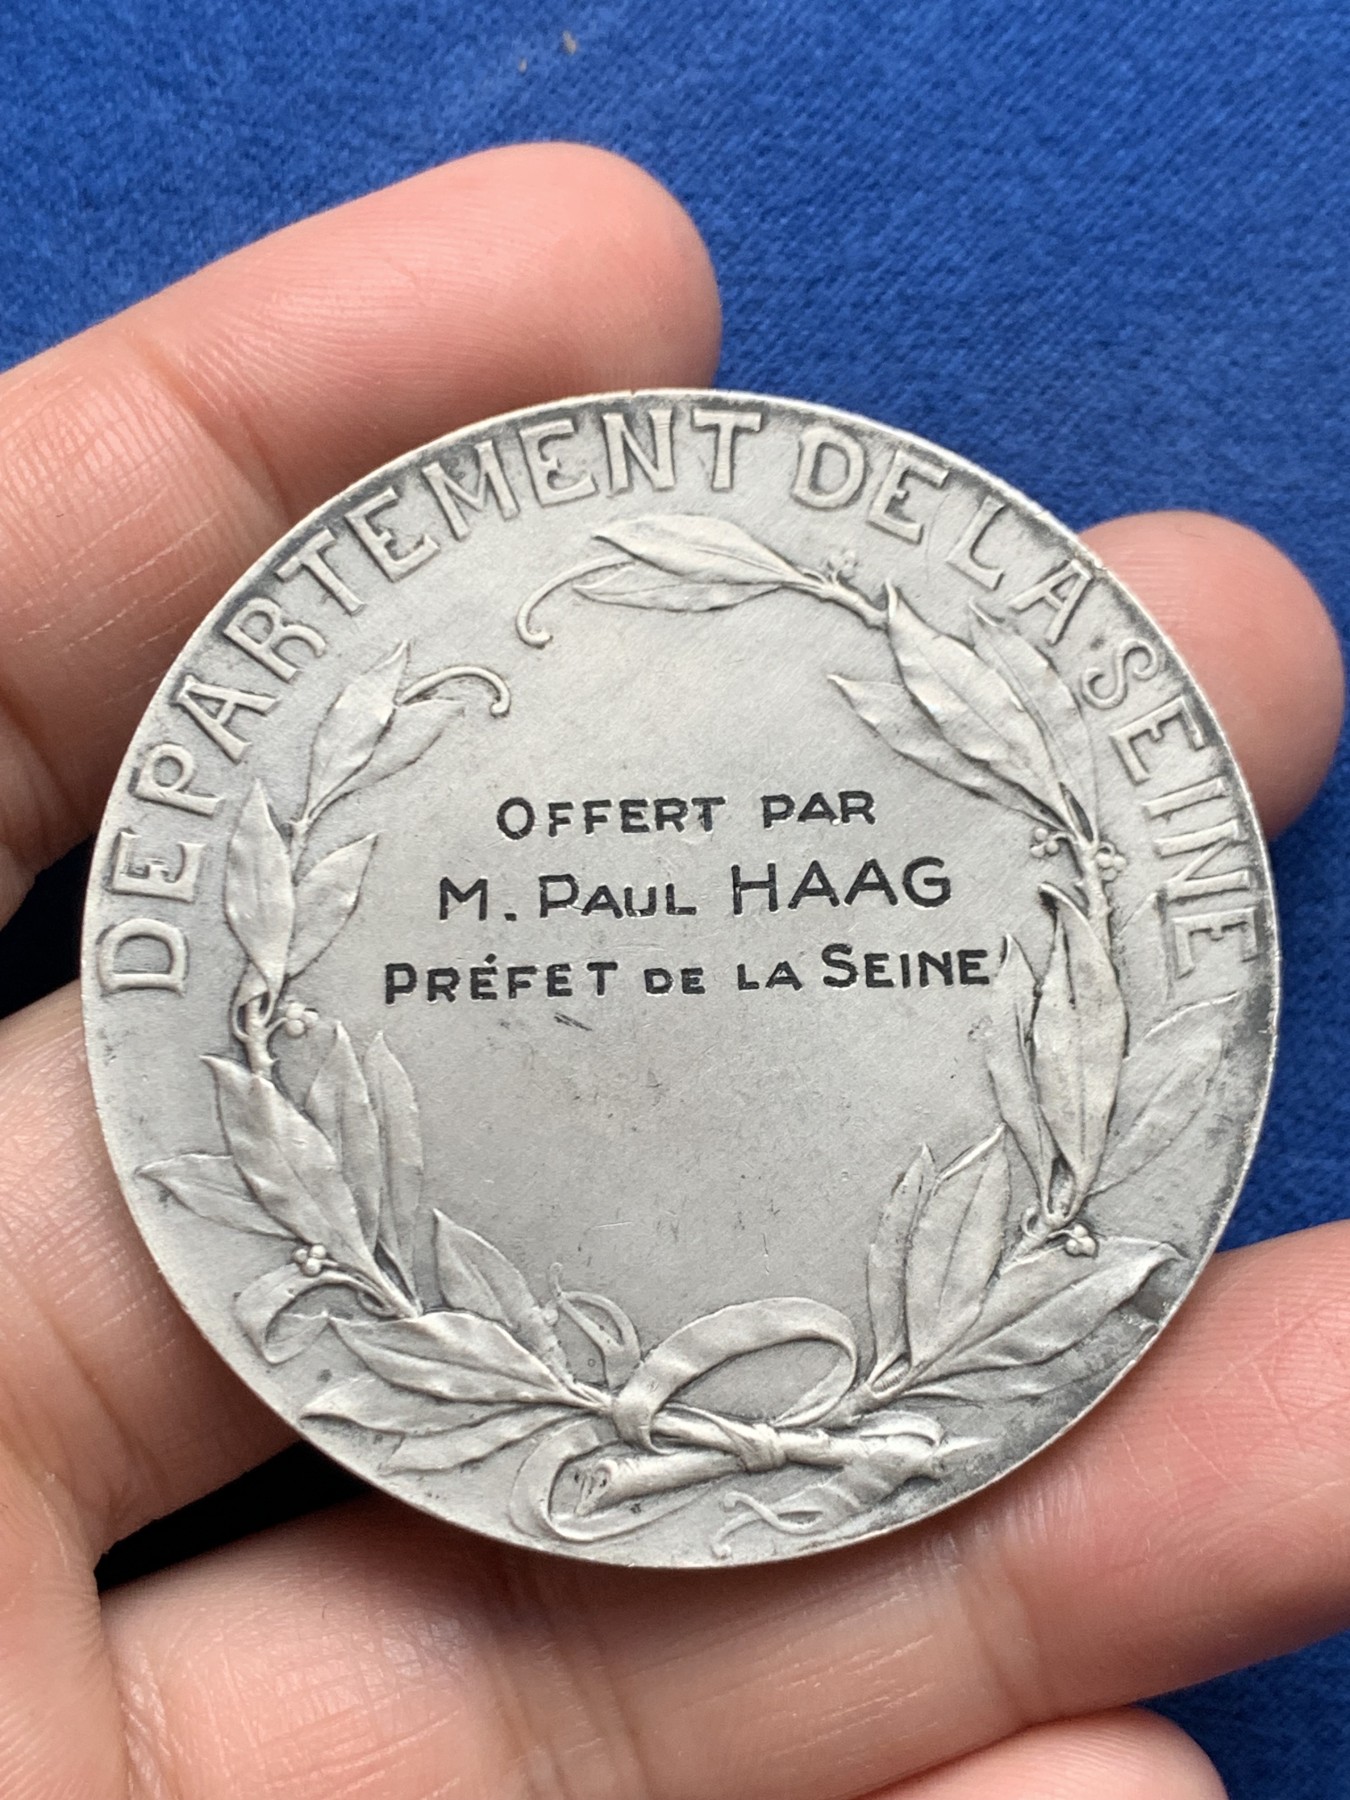 DEPARTEMENT DE LA SEINE
OFFERT PAR
M. PAUL HAAG
PRÉFET DE LA SEINE